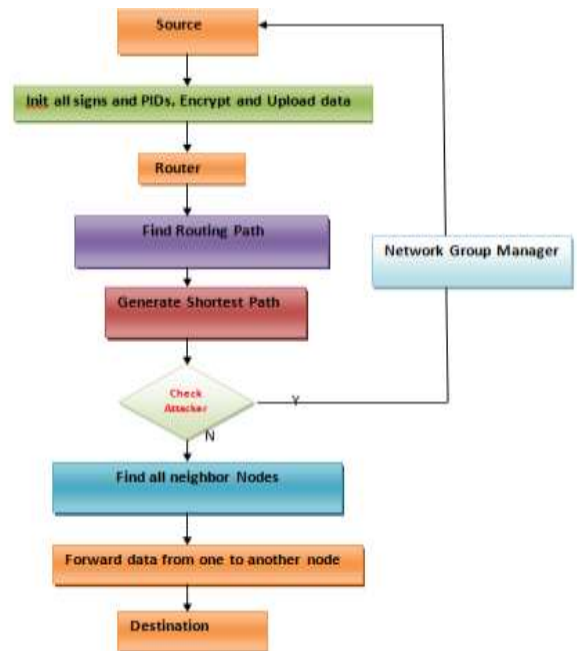 Source
Init all signs and PIDs, Encrypt and Upload data
Router
Find Routing Path
Network Group Manager
Generate Shortest Path
Check
Attacker
Y
N
Find all neighbor Nodes
Forward data from one to another node
Destination